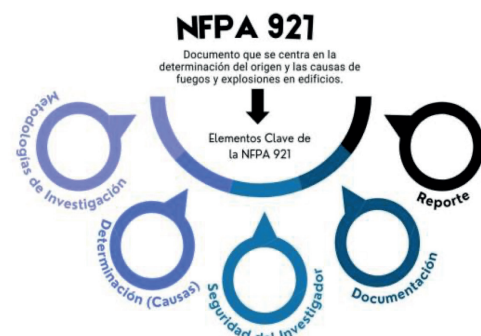 NFPA 921
Documento que se centra en la
determinación del origen y las causas de
fuegos y explosiones en edificios.
Elementos Clave de
la NFPA 921
Metodologías de Investigación
Determinación (Causas)
Seguridad del Investigador
Documentación
Reporte